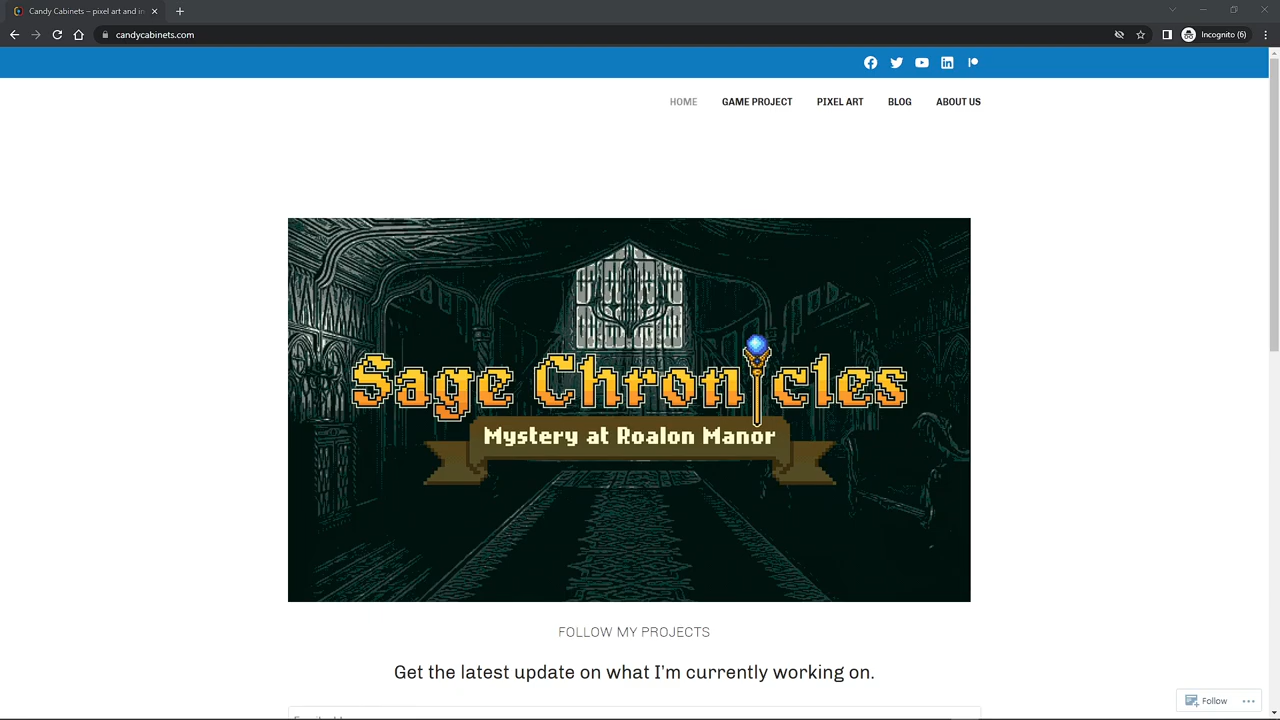 Candy Cabinets – pixel art and in
candycabinets.com
Incognito (6)
HOME GAME PROJECT PIXEL ART BLOG ABOUT US
Sage Chronicles
Mystery at Roalon Manor
FOLLOW MY PROJECTS
Get the latest update on what I'm currently working on.
Follow